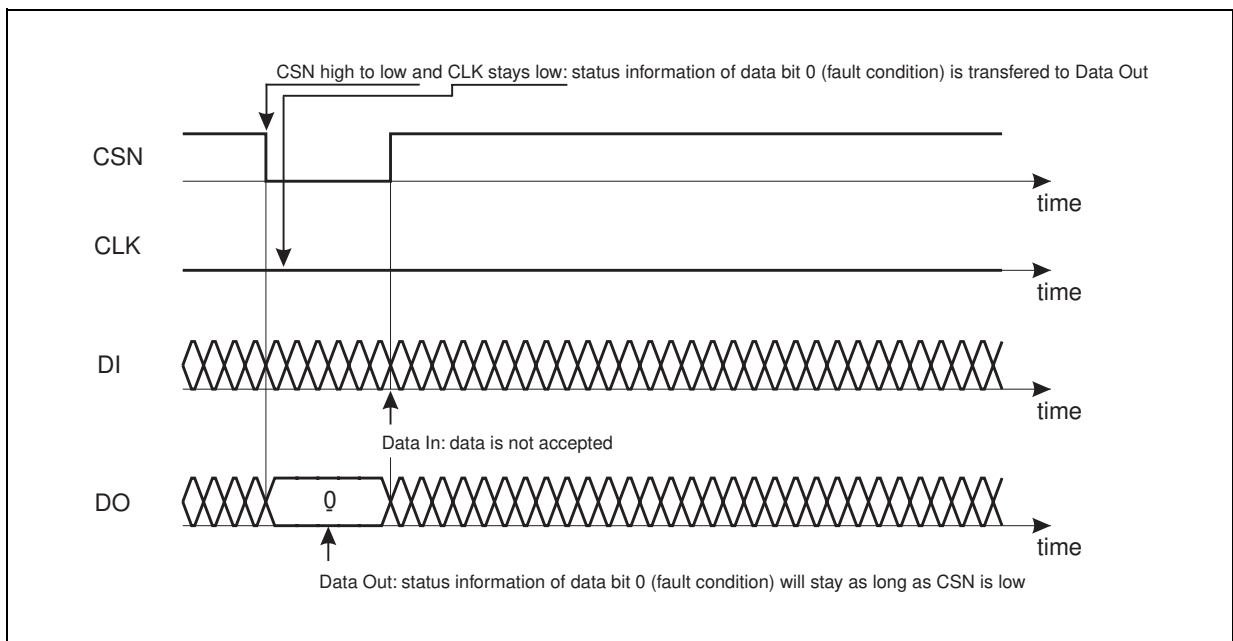 CSN high to low and CLK stays low: status information of data bit 0 (fault condition) is transfered to Data Out
CSN
time
CLK
time
DI
time
Data In: data is not accepted
DO
0
time
Data Out: status information of data bit 0 (fault condition) will stay as long as CSN is low